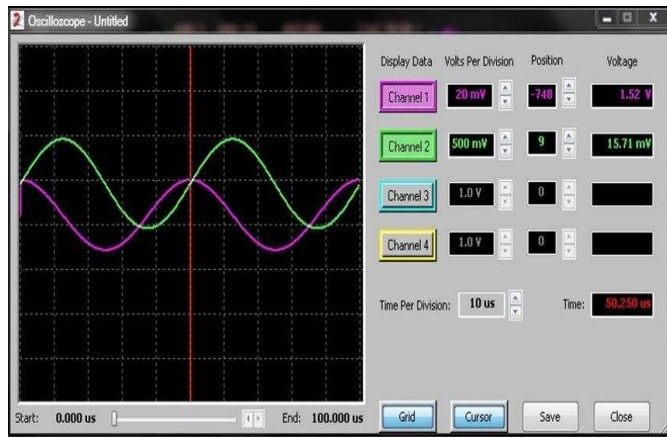 Oscilloscope - Untitled
Display Data Volts Per Division Position Voltage
Channel 1 20 mV -748 1.52 V
Channel 2 500 mV 9 15.71 mV
Channel 3 1.0 V 0
Channel 4 1.0 V 0
Time Per Division: 10 us Time: 50.250 us
Start: 0.000 us End: 100.000 us Grid Cursor Save Close